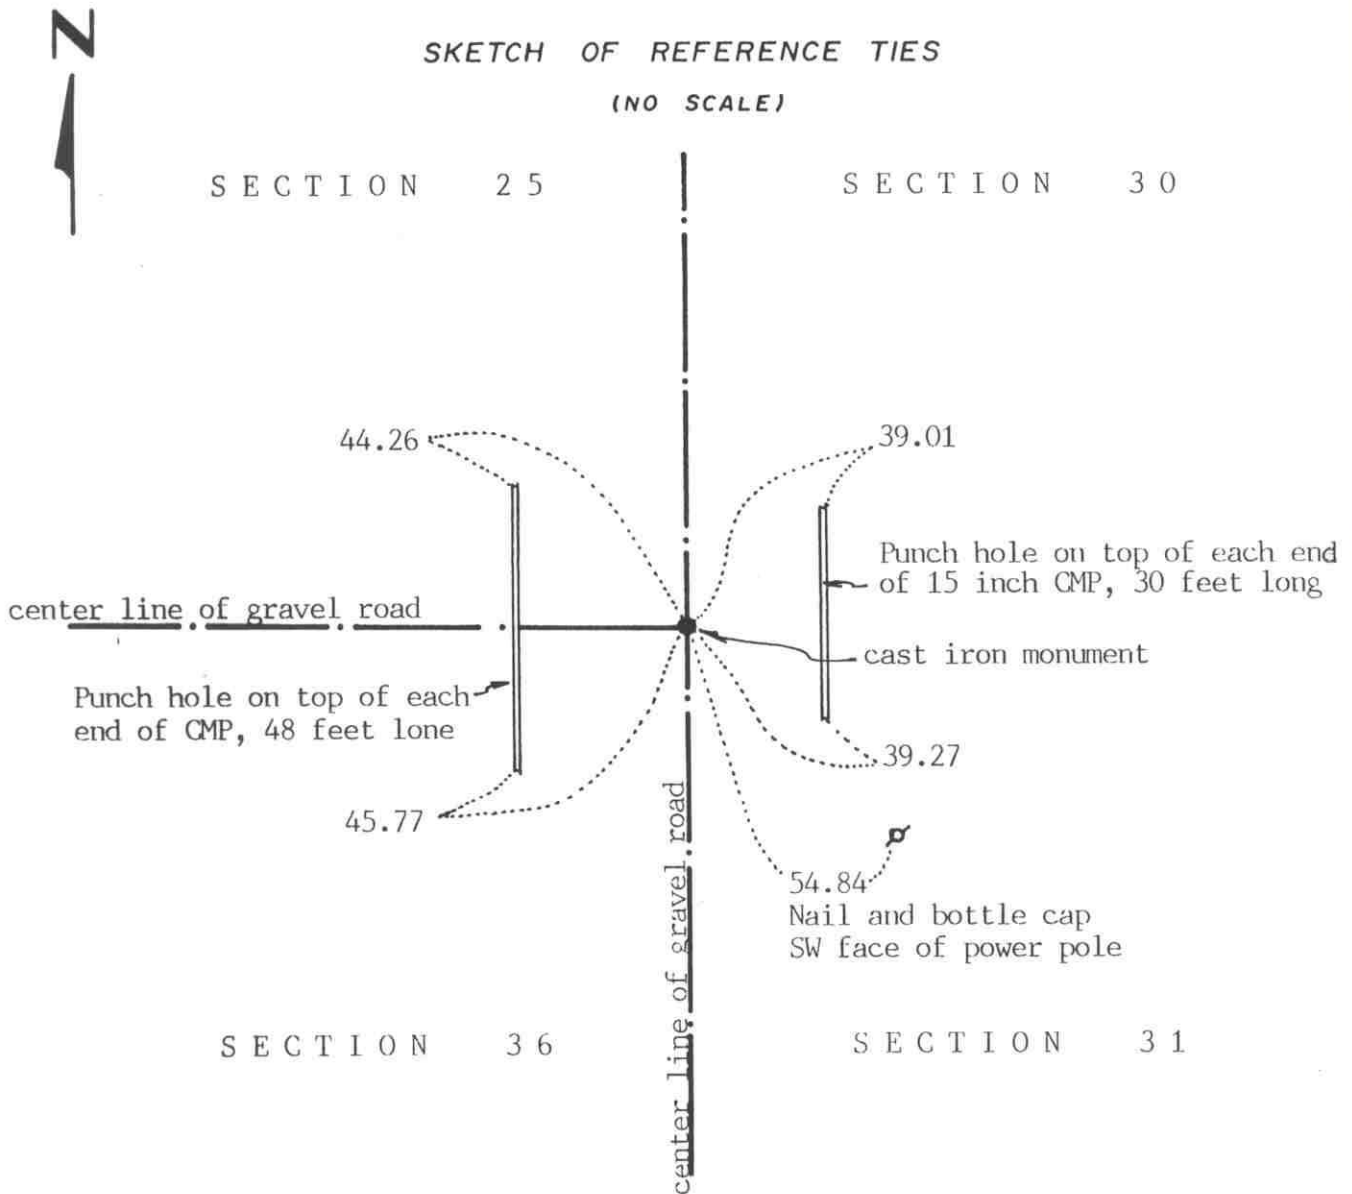 N
SKETCH OF REFERENCE TIES
(NO SCALE)
SECTION 25
SECTION 30
44.26
39.01
Punch hole on top of each end
of 15 inch CMP, 30 feet long
center line of gravel road
cast iron monument
Punch hole on top of each
end of CMP, 48 feet lone
39.27
45.77
center line of gravel road
54.84
Nail and bottle cap
SW face of power pole
SECTION 36
SECTION 31